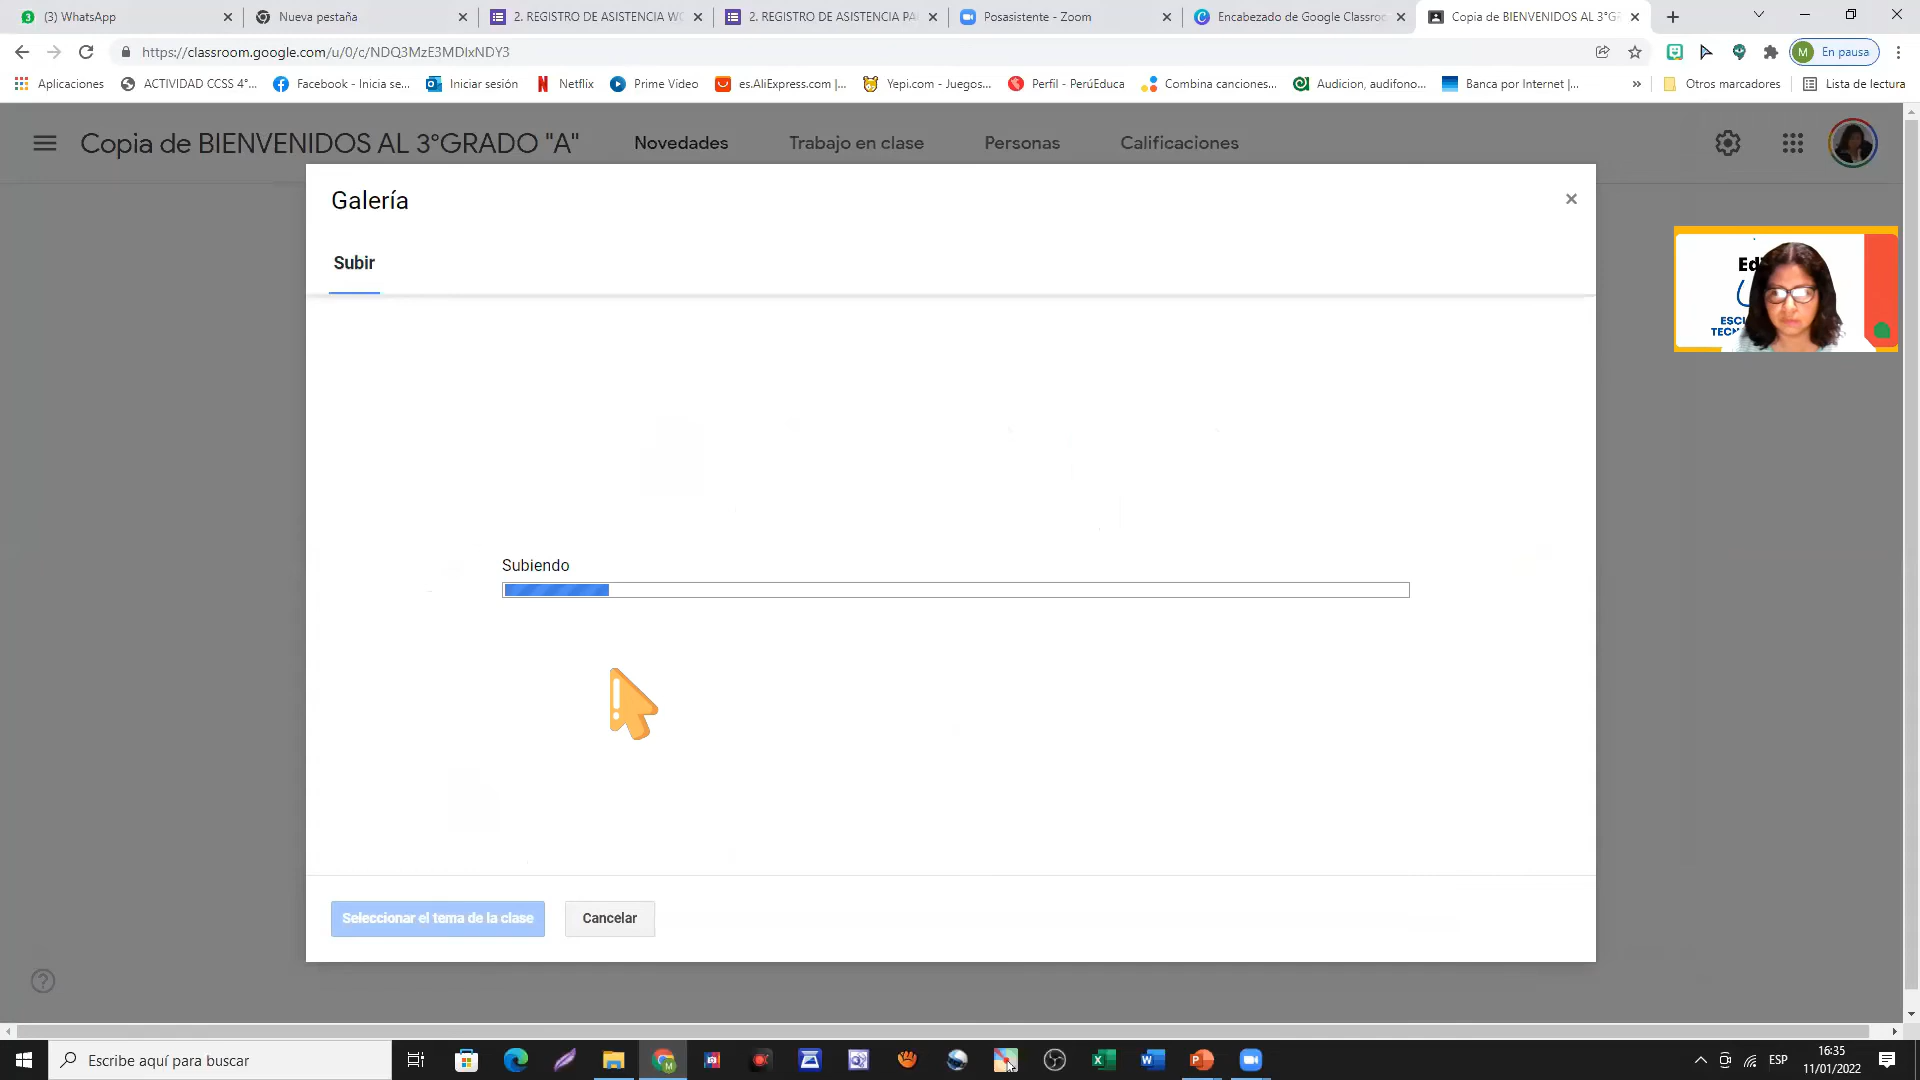 (3) WhatsApp
Nueva pestaña
2. REGISTRO DE ASISTENCIA WO
2. REGISTRO DE ASISTENCIA PA
Posasistente - Zoom
Encabezado de Google Classroo
Copia de BIENVENIDOS AL 3°G
https://classroom.google.com/u/0/c/NDQ3MzE3MDIxNDY3
M En pausa
Aplicaciones
ACTIVIDAD CCSS 4°...
Facebook - Inicia se...
Iniciar sesión
Netflix
Prime Video
es.AliExpress.com |...
Yepi.com - Juegos...
Perfil - PerúEduca
Combina canciones...
Audicion, audifono...
Banca por Internet |...
»
Otros marcadores
Lista de lectura
Copia de BIENVENIDOS AL 3°GRADO "A"
Novedades
Trabajo en clase
Personas
Calificaciones
Galería
Subir
Subiendo
Seleccionar el tema de la clase
Cancelar
Escribe aquí para buscar
ESP
16:35
11/01/2022